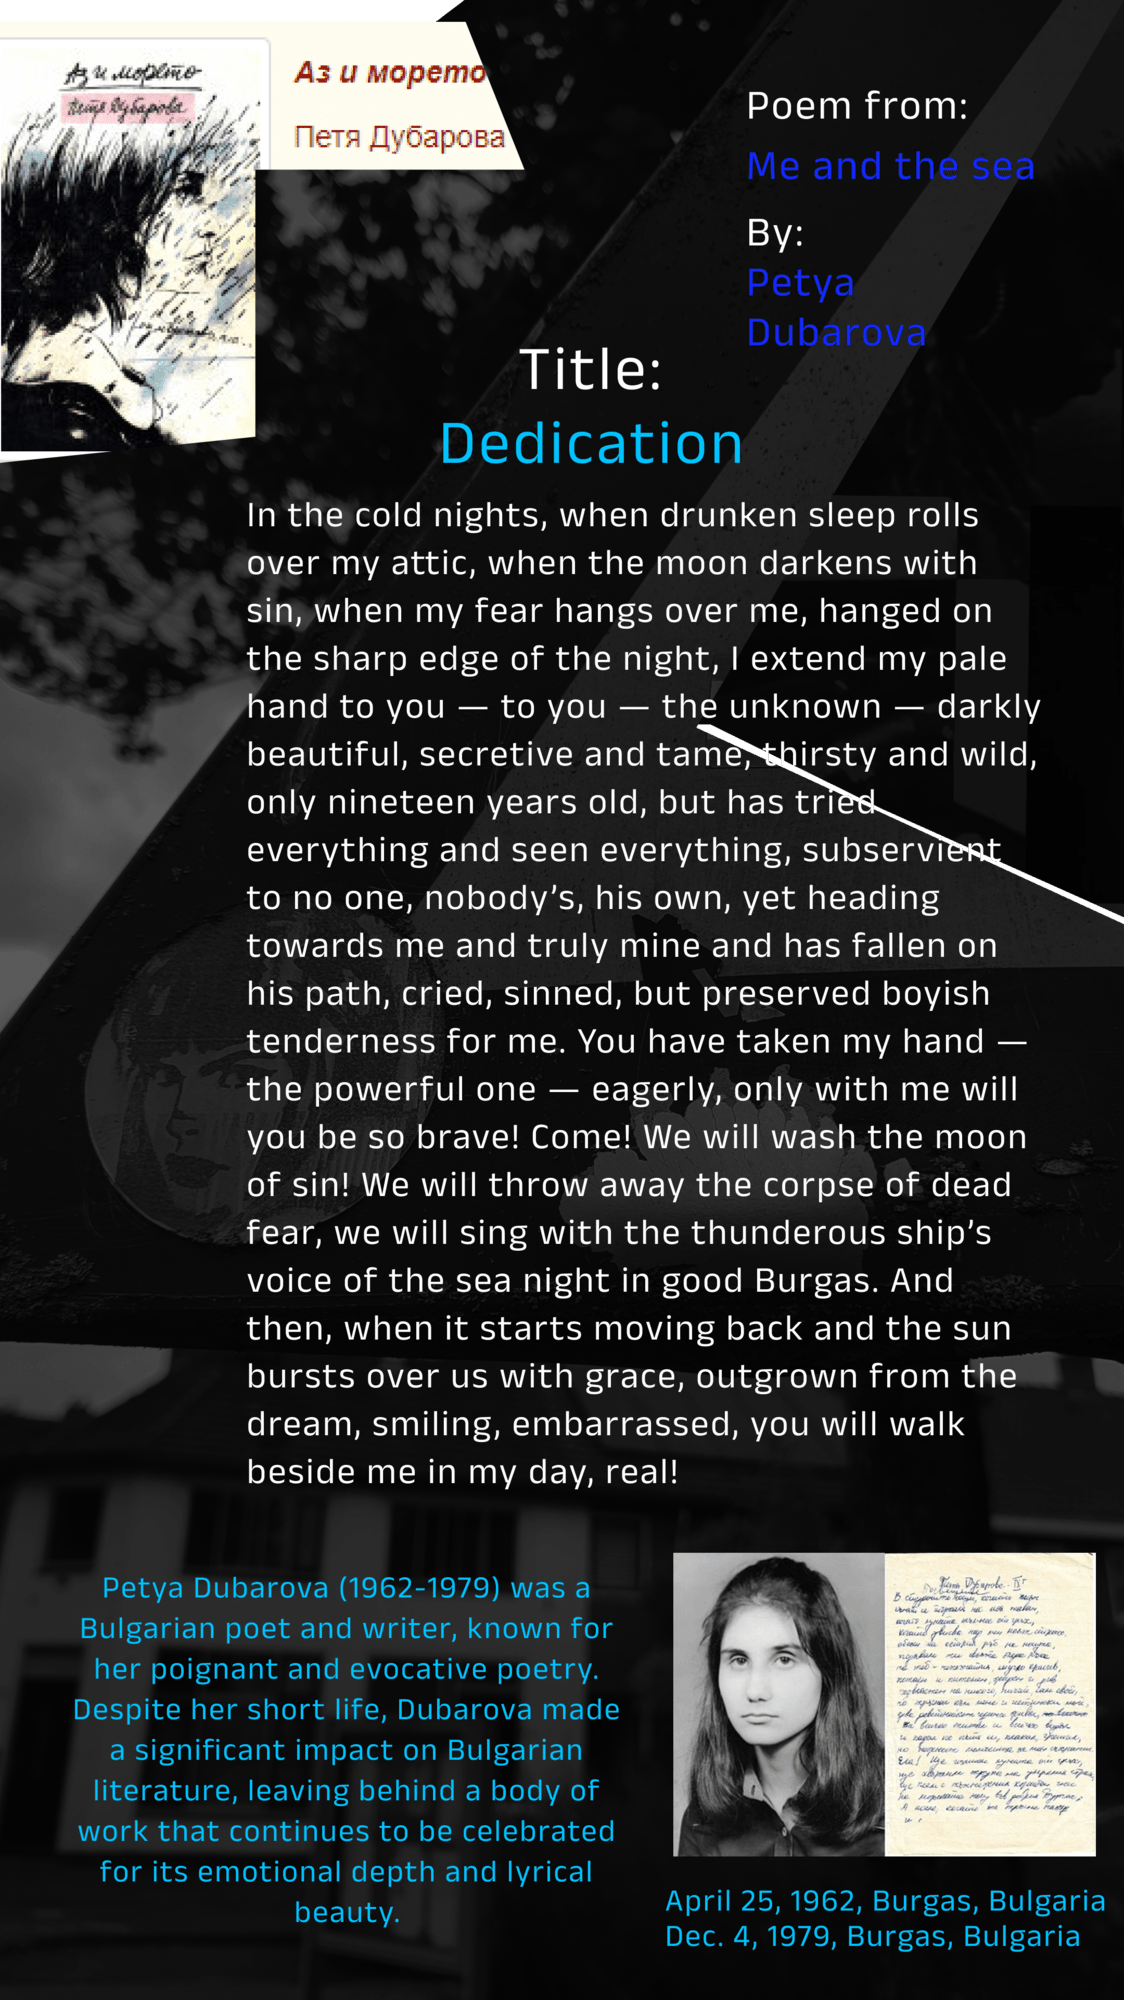 Аз и морето
Петя Дубарова
Аз и морето
Петя Дубарова
Poem from:
Me and the sea
By:
Petya
Dubarova
Title:
Dedication
In the cold nights, when drunken sleep rolls
over my attic, when the moon darkens with
sin, when my fear hangs over me, hanged on
the sharp edge of the night, I extend my pale
hand to you — to you — the unknown — darkly
beautiful, secretive and tame, thirsty and wild,
only nineteen years old, but has tried
everything and seen everything, subservient
to no one, nobody’s, his own, yet heading
towards me and truly mine and has fallen on
his path, cried, sinned, but preserved boyish
tenderness for me. You have taken my hand —
the powerful one — eagerly, only with me will
you be so brave! Come! We will wash the moon
of sin! We will throw away the corpse of dead
fear, we will sing with the thunderous ship’s
voice of the sea night in good Burgas. And
then, when it starts moving back and the sun
bursts over us with grace, outgrown from the
dream, smiling, embarrassed, you will walk
beside me in my day, real!
Petya Dubarova (1962-1979) was a
Bulgarian poet and writer, known for
her poignant and evocative poetry.
Despite her short life, Dubarova made
a significant impact on Bulgarian
literature, leaving behind a body of
work that continues to be celebrated
for its emotional depth and lyrical
beauty.
April 25, 1962, Burgas, Bulgaria
Dec. 4, 1979, Burgas, Bulgaria